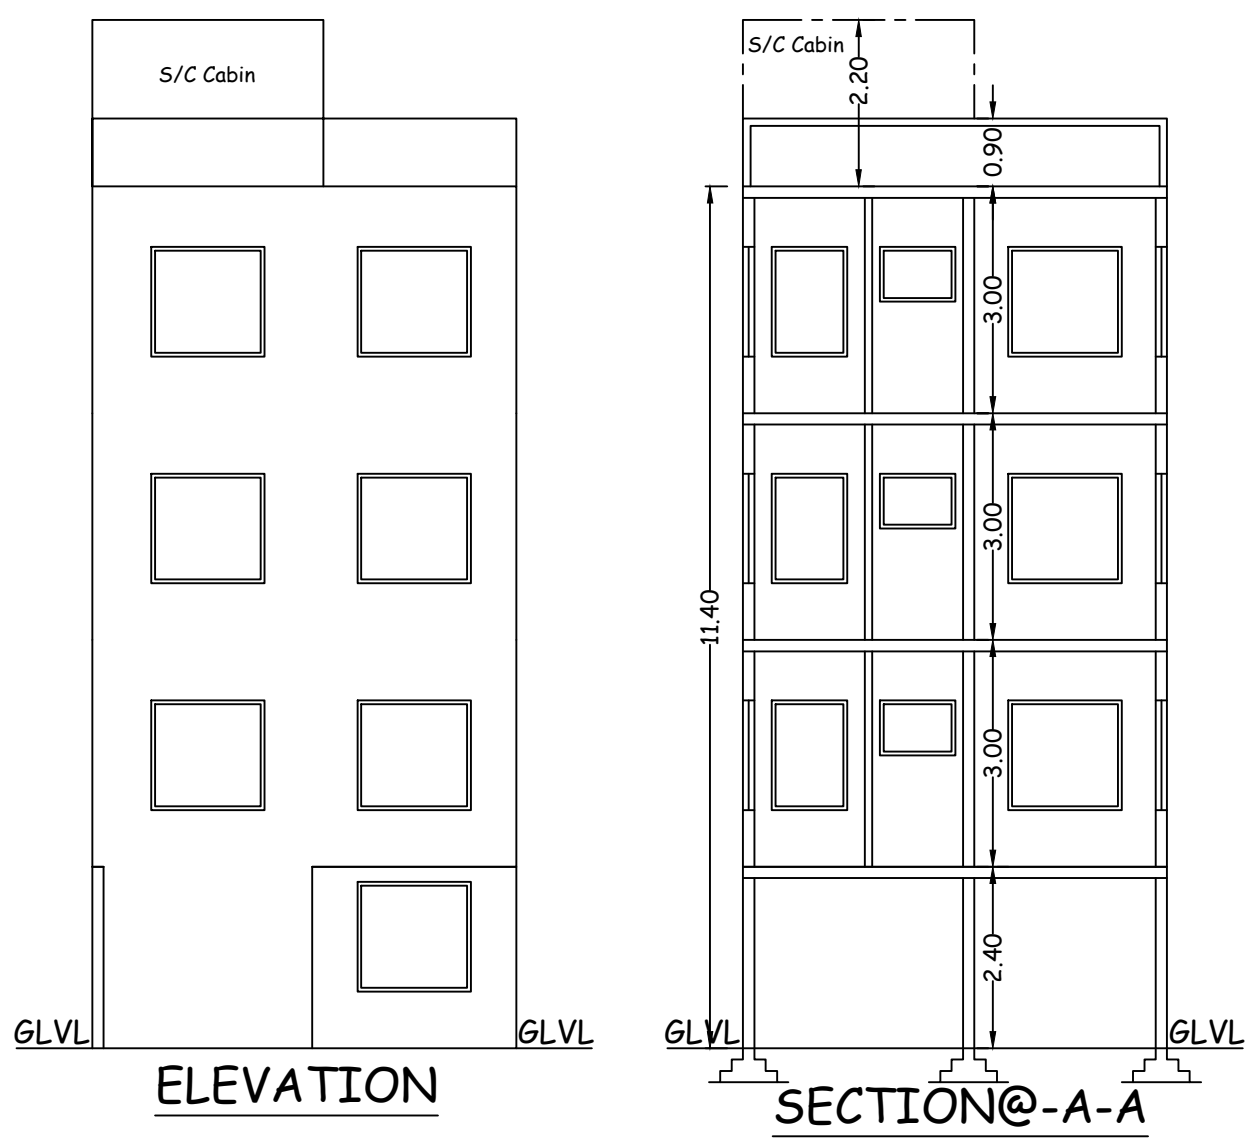 S/C Cabin
S/C Cabin
2.20
0.90
3.00
3.00
11.40
3.00
2.40
GLVL
GLVL
GLVL
GLVL
ELEVATION
SECTION@-A-A